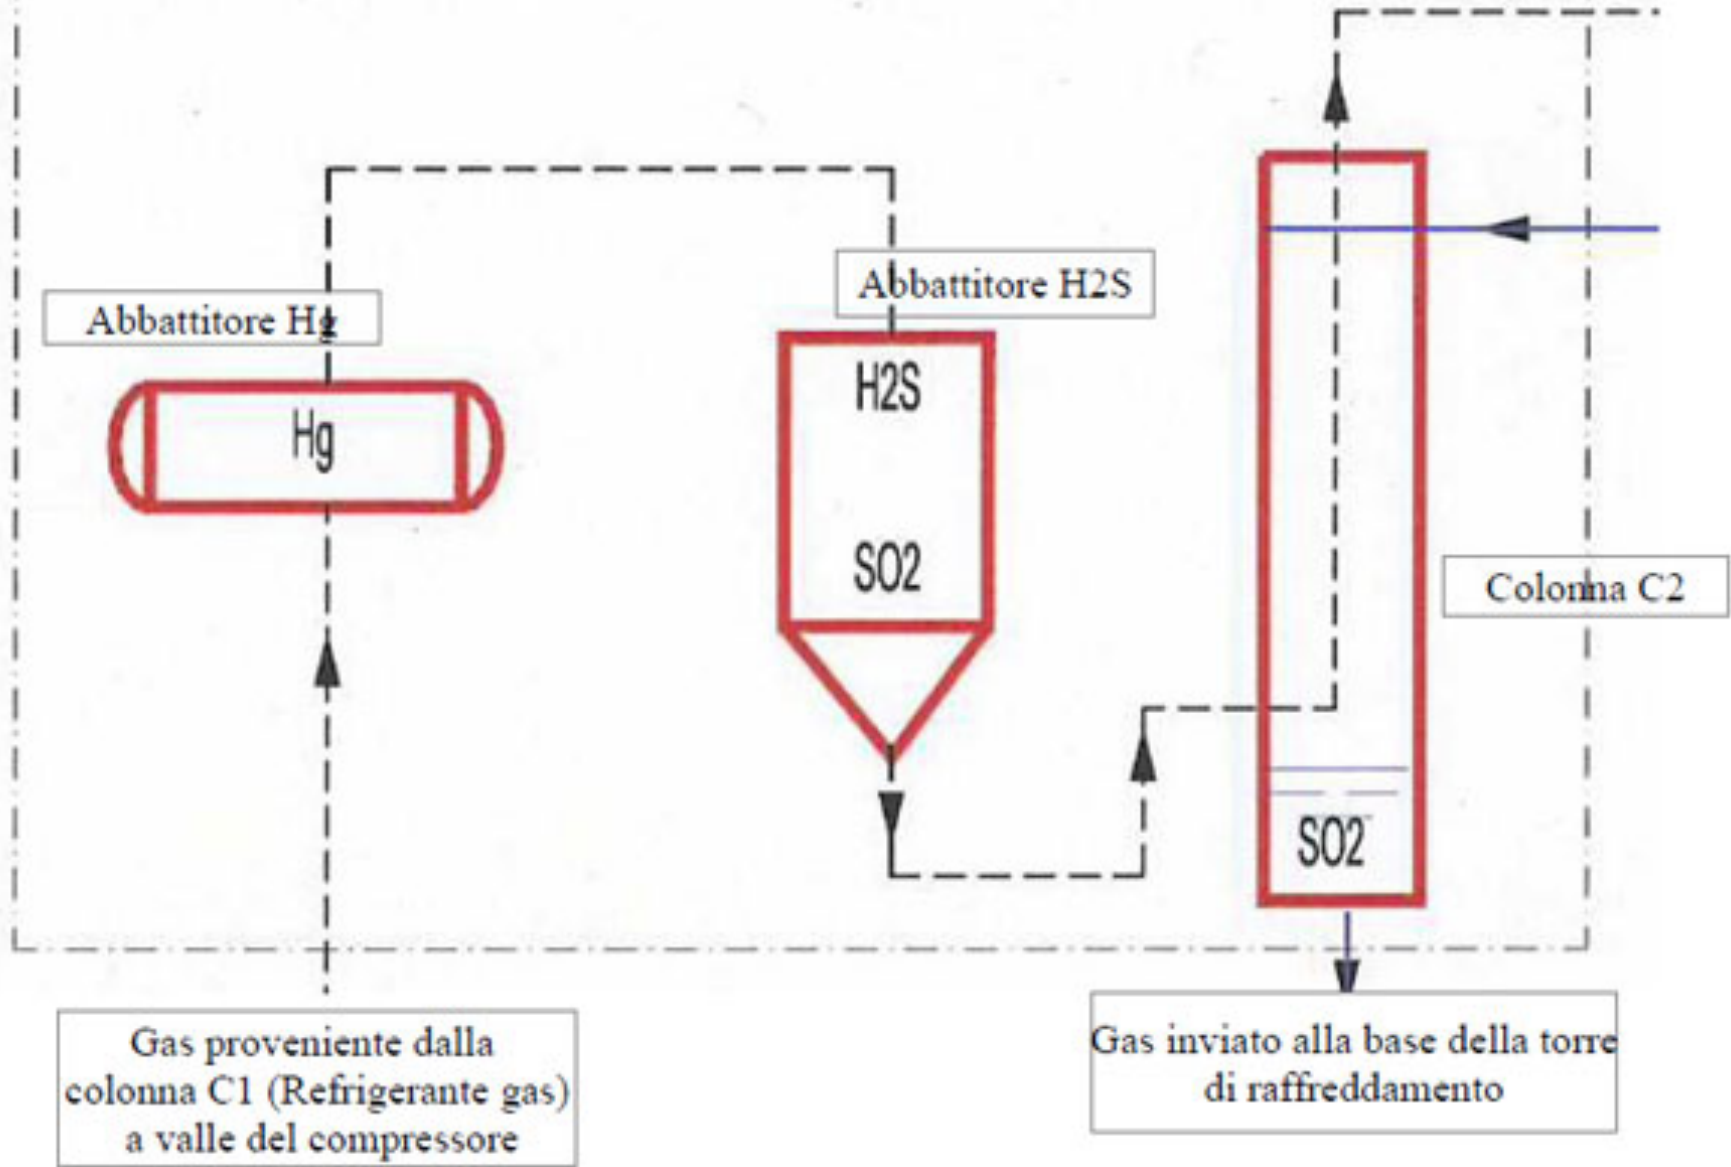 Abbattitore Hg
Abbattitore H2S
Hg
H2S
SO2
Colonna C2
SO2
Gas proveniente dalla
colonna C1 (Refrigerante gas)
a valle del compressore
Gas inviato alla base della torre
di raffreddamento